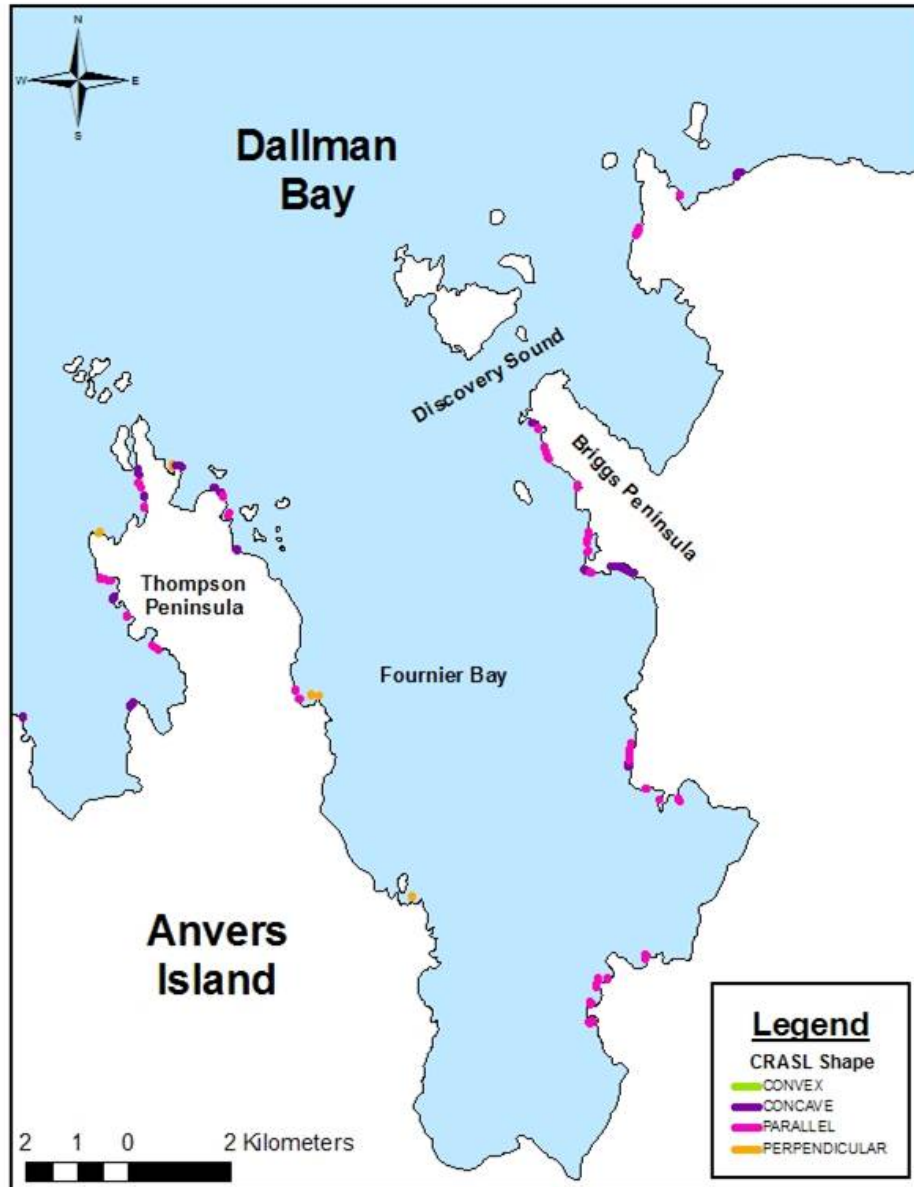 N
W E
S
Dallman
Bay
Discovery Sound
Briggs Peninsula
Thompson
Peninsula
Fournier Bay
Anvers
Island
Legend
CRASL Shape
CONVEX
CONCAVE
PARALLEL
PERPENDICULAR
2 1 0 2 Kilometers